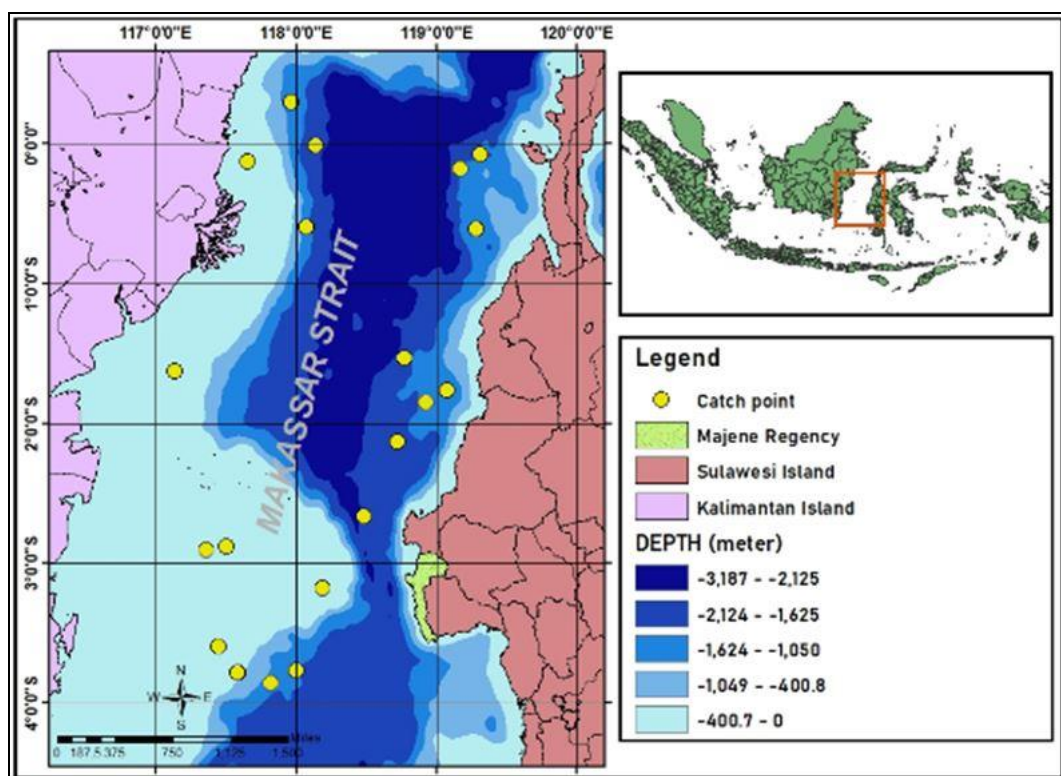 117°0'0"E 118°0'0"E 119°0'0"E 120°0'0"E
0°0'0"
1°0'0"S
2°0'0"S
3°0'0"S
4°0'0"S
MAKASSAR STRAIT
N
W E
S
0 187.5 375 750 1.125 1.500
Miles
Legend
Catch point
Majene Regency
Sulawesi Island
Kalimantan Island
DEPTH (meter)
-3,187 - -2,125
-2,124 - -1,625
-1,624 - -1,050
-1,049 - -400.8
-400.7 - 0